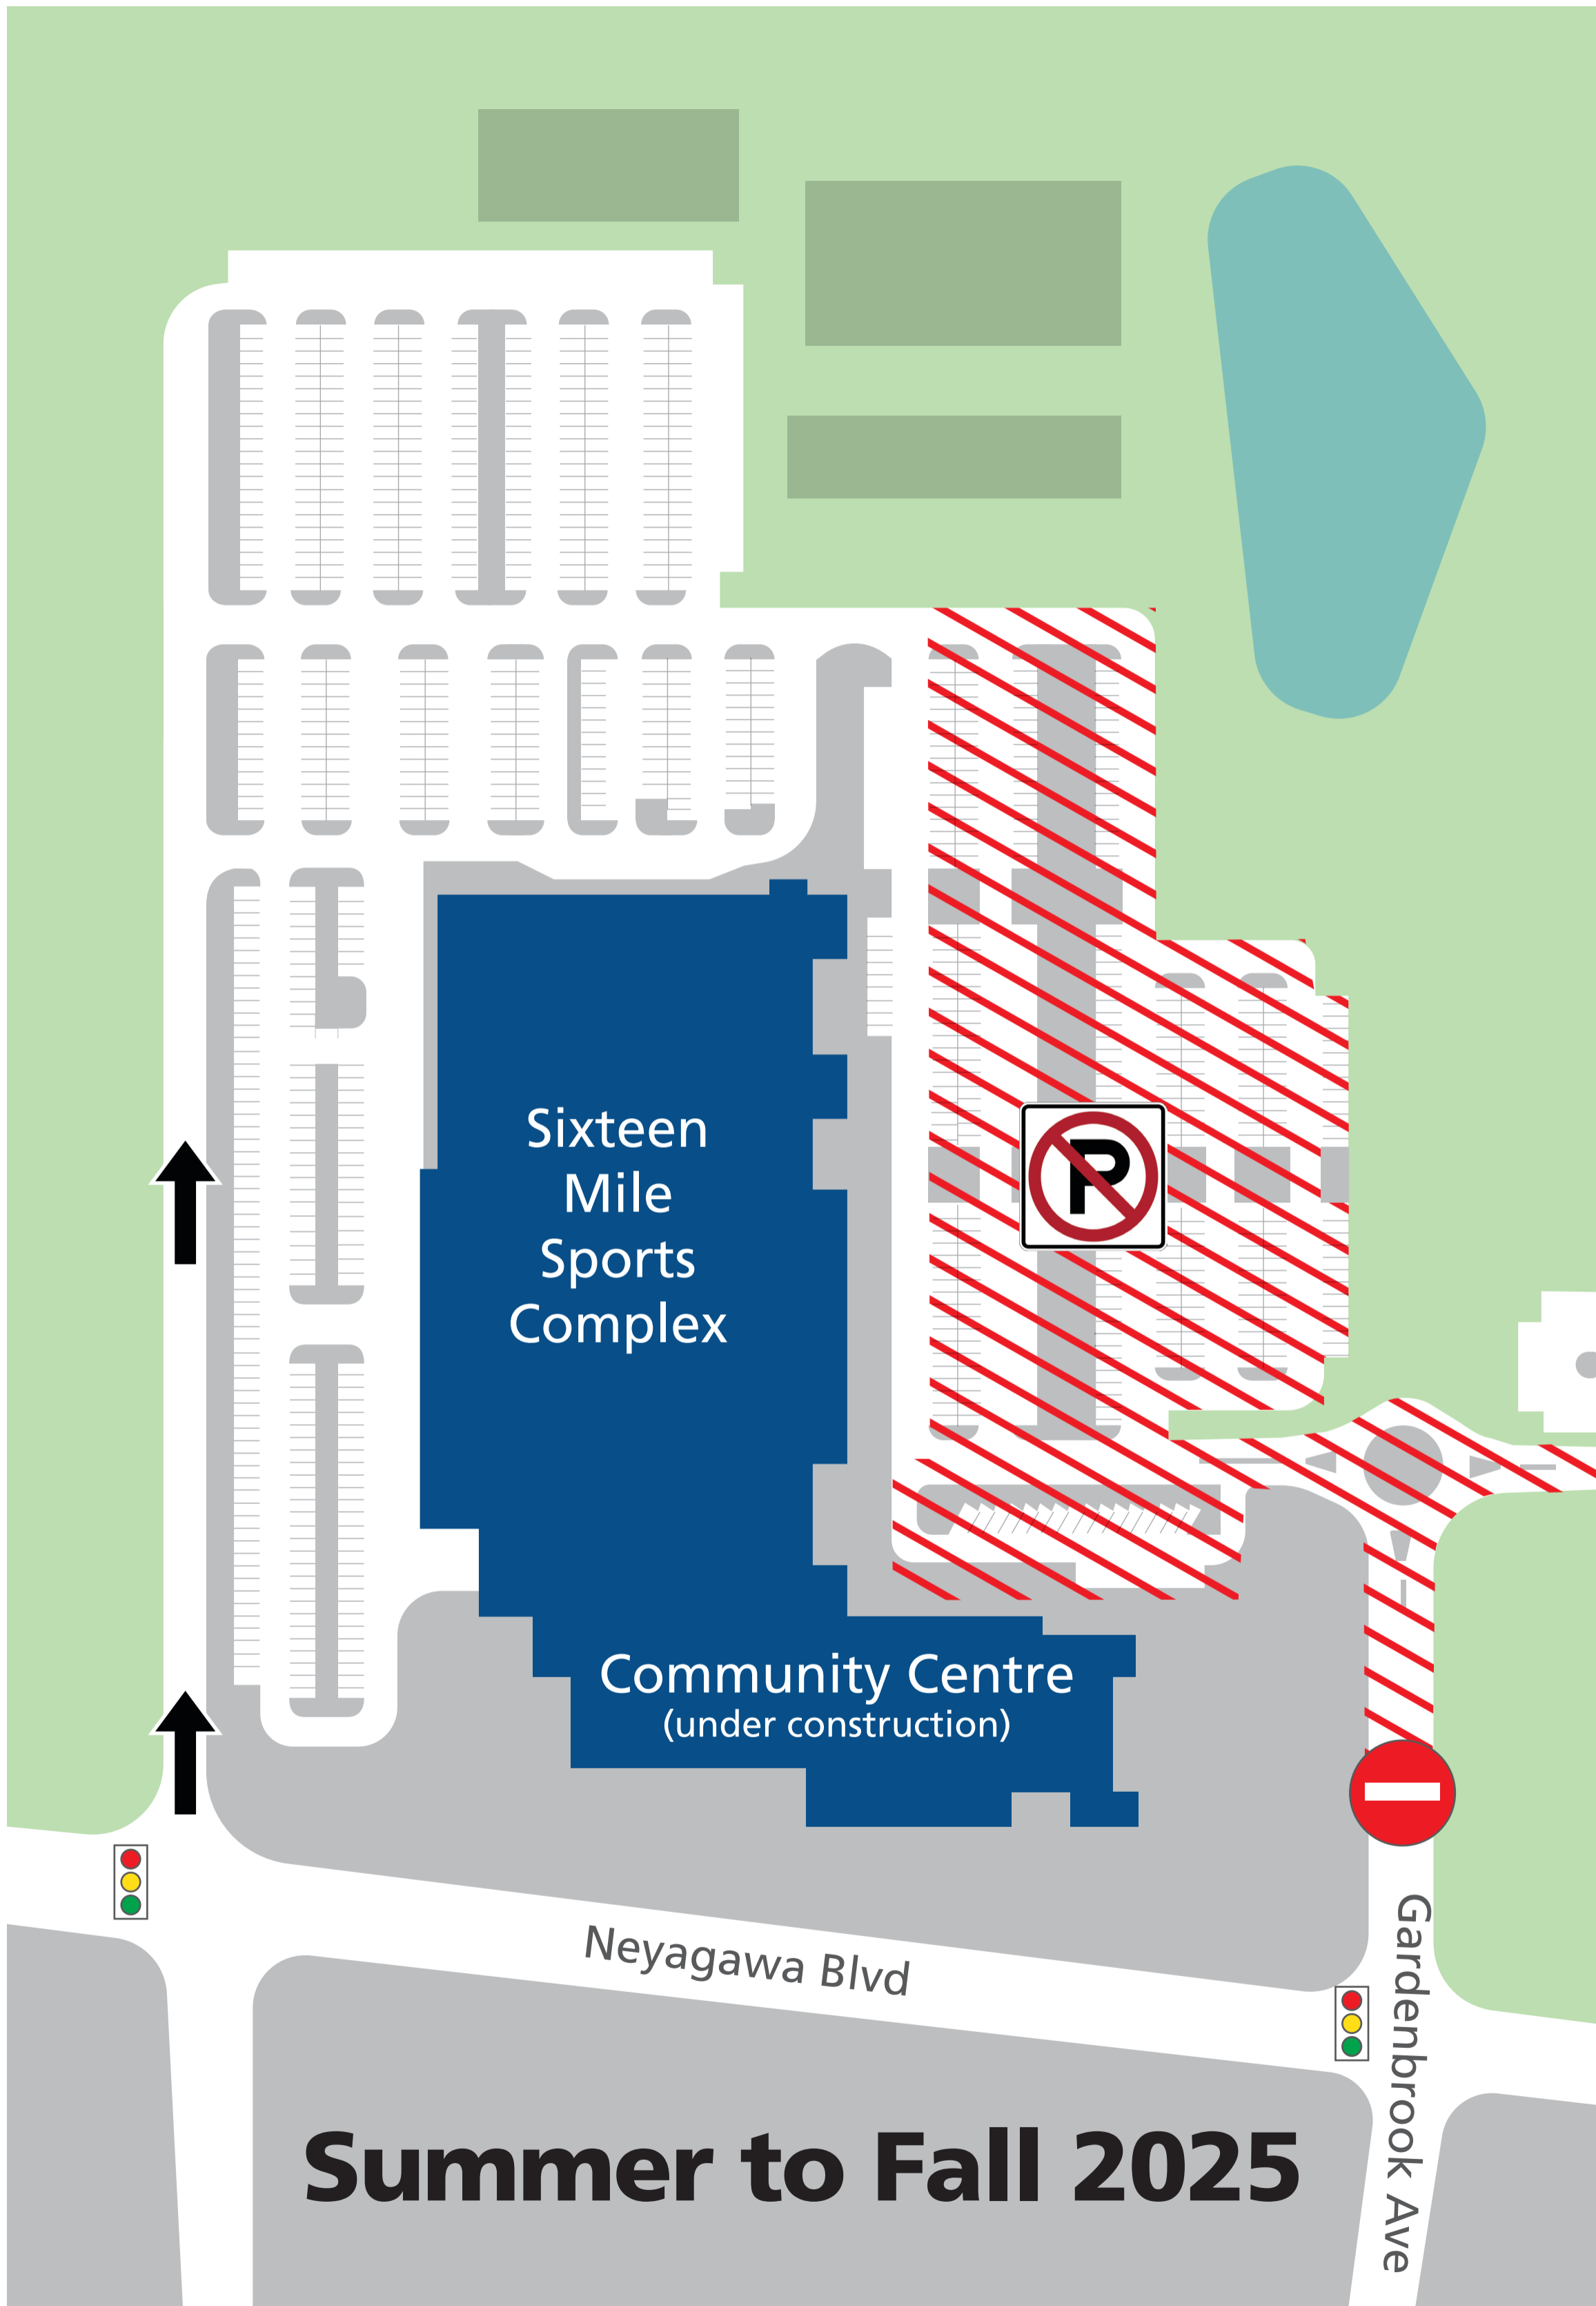 Sixteen
Mile
Sports
Complex
P
Community Centre
(under construction)
Neyagawa Blvd
Gardenbrook Ave
Summer to Fall 2025